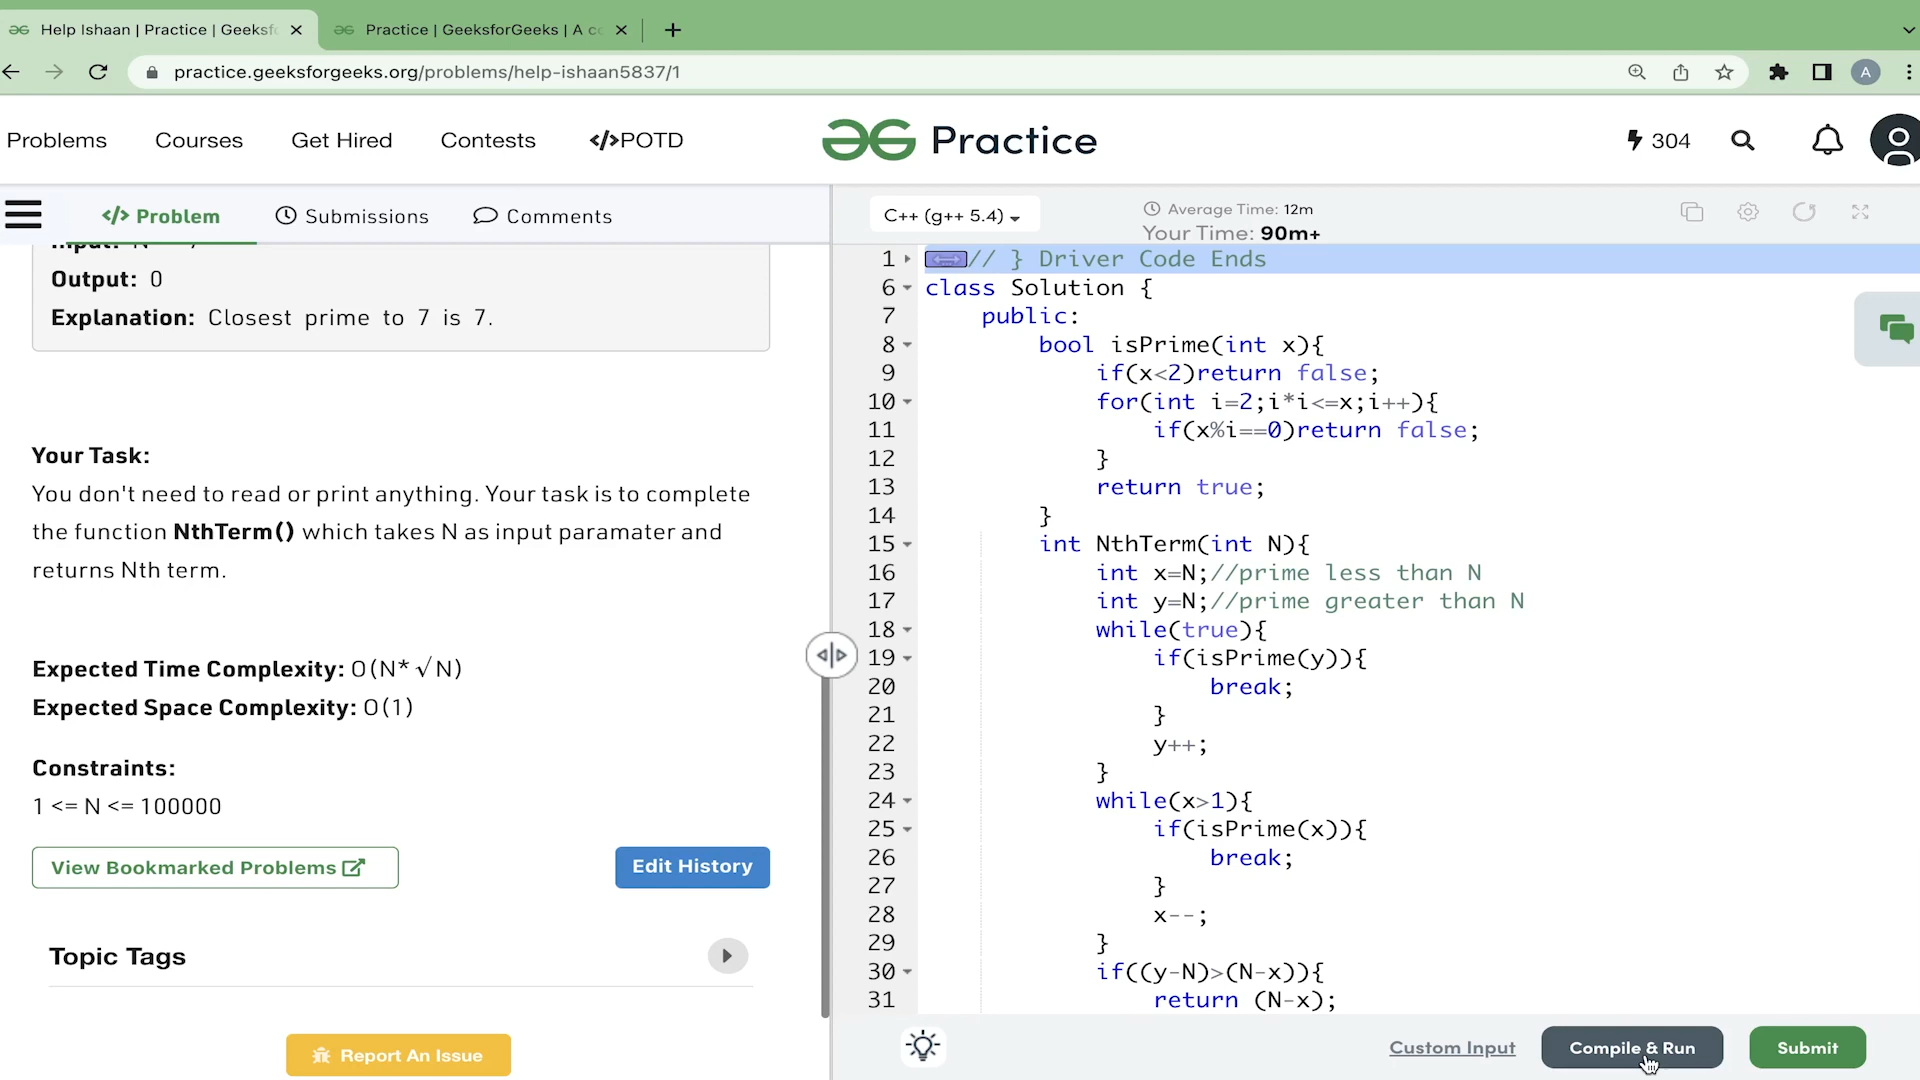 Help Ishaan | Practice | Geeksf
Practice | GeeksforGeeks | A c
practice.geeksforgeeks.org/problems/help-ishaan5837/1
A
Problems
Courses
Get Hired
Contests
</>POTD
Practice
304
</> Problem
Submissions
Comments
C++ (g++ 5.4)
Average Time: 12m
Your Time: 90m+
Output: 0
Explanation: Closest prime to 7 is 7.
Your Task:
You don't need to read or print anything. Your task is to complete
the function NthTerm() which takes N as input paramater and
returns Nth term.
Expected Time Complexity: O(N* √N)
Expected Space Complexity: O(1)
Constraints:
1 <= N <= 100000
View Bookmarked Problems
Edit History
Topic Tags
Report An Issue
1 // } Driver Code Ends
6 class Solution {
7 public:
8 bool isPrime(int x){
9 if(x<2)return false;
10 for(int i=2;i*i<=x;i++){
11 if(x%i==0)return false;
12 }
13 return true;
14 }
15 int NthTerm(int N){
16 int x=N;//prime less than N
17 int y=N;//prime greater than N
18 while(true){
19 if(isPrime(y)){
20 break;
21 }
22 y++;
23 }
24 while(x>1){
25 if(isPrime(x)){
26 break;
27 }
28 x--;
29 }
30 if((y-N)>(N-x)){
31 return (N-x);
Custom Input
Compile & Run
Submit